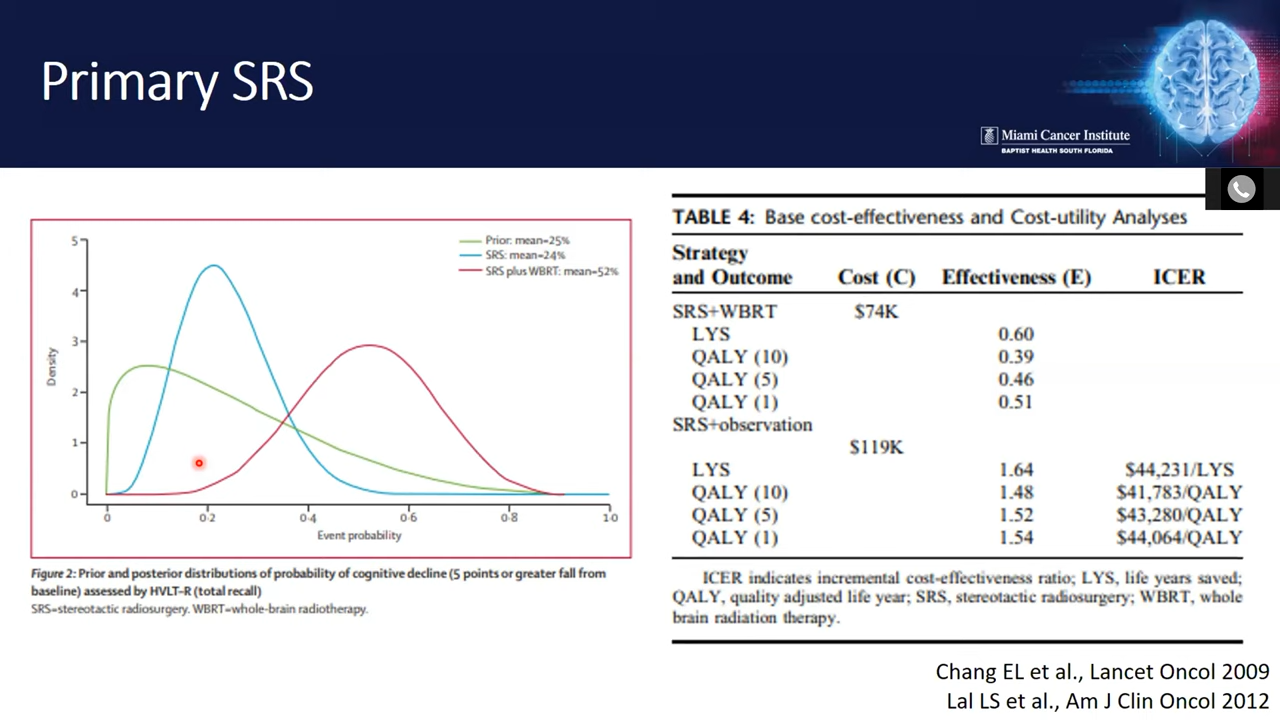 Primary SRS
Miami Cancer Institute
BAPTIST HEALTH SOUTH FLORIDA
Prior: mean=25%
SRS: mean=24%
SRS plus WBRT: mean=52%
5
4
3
2
1
0
Density
0 0·2 0·4 0·6 0·8 1·0
Event probability
Figure 2: Prior and posterior distributions of probability of cognitive decline (5 points or greater fall from
baseline) assessed by HVLT-R (total recall)
SRS=stereotactic radiosurgery. WBRT=whole-brain radiotherapy.
TABLE 4: Base cost-effectiveness and Cost-utility Analyses
Strategy
and Outcome Cost (C) Effectiveness (E) ICER
SRS+WBRT $74K
LYS 0.60
QALY (10) 0.39
QALY (5) 0.46
QALY (1) 0.51
SRS+observation
$119K
LYS 1.64 $44,231/LYS
QALY (10) 1.48 $41,783/QALY
QALY (5) 1.52 $43,280/QALY
QALY (1) 1.54 $44,064/QALY
ICER indicates incremental cost-effectiveness ratio; LYS, life years saved;
QALY, quality adjusted life year; SRS, stereotactic radiosurgery; WBRT, whole
brain radiation therapy.
Chang EL et al., Lancet Oncol 2009
Lal LS et al., Am J Clin Oncol 2012